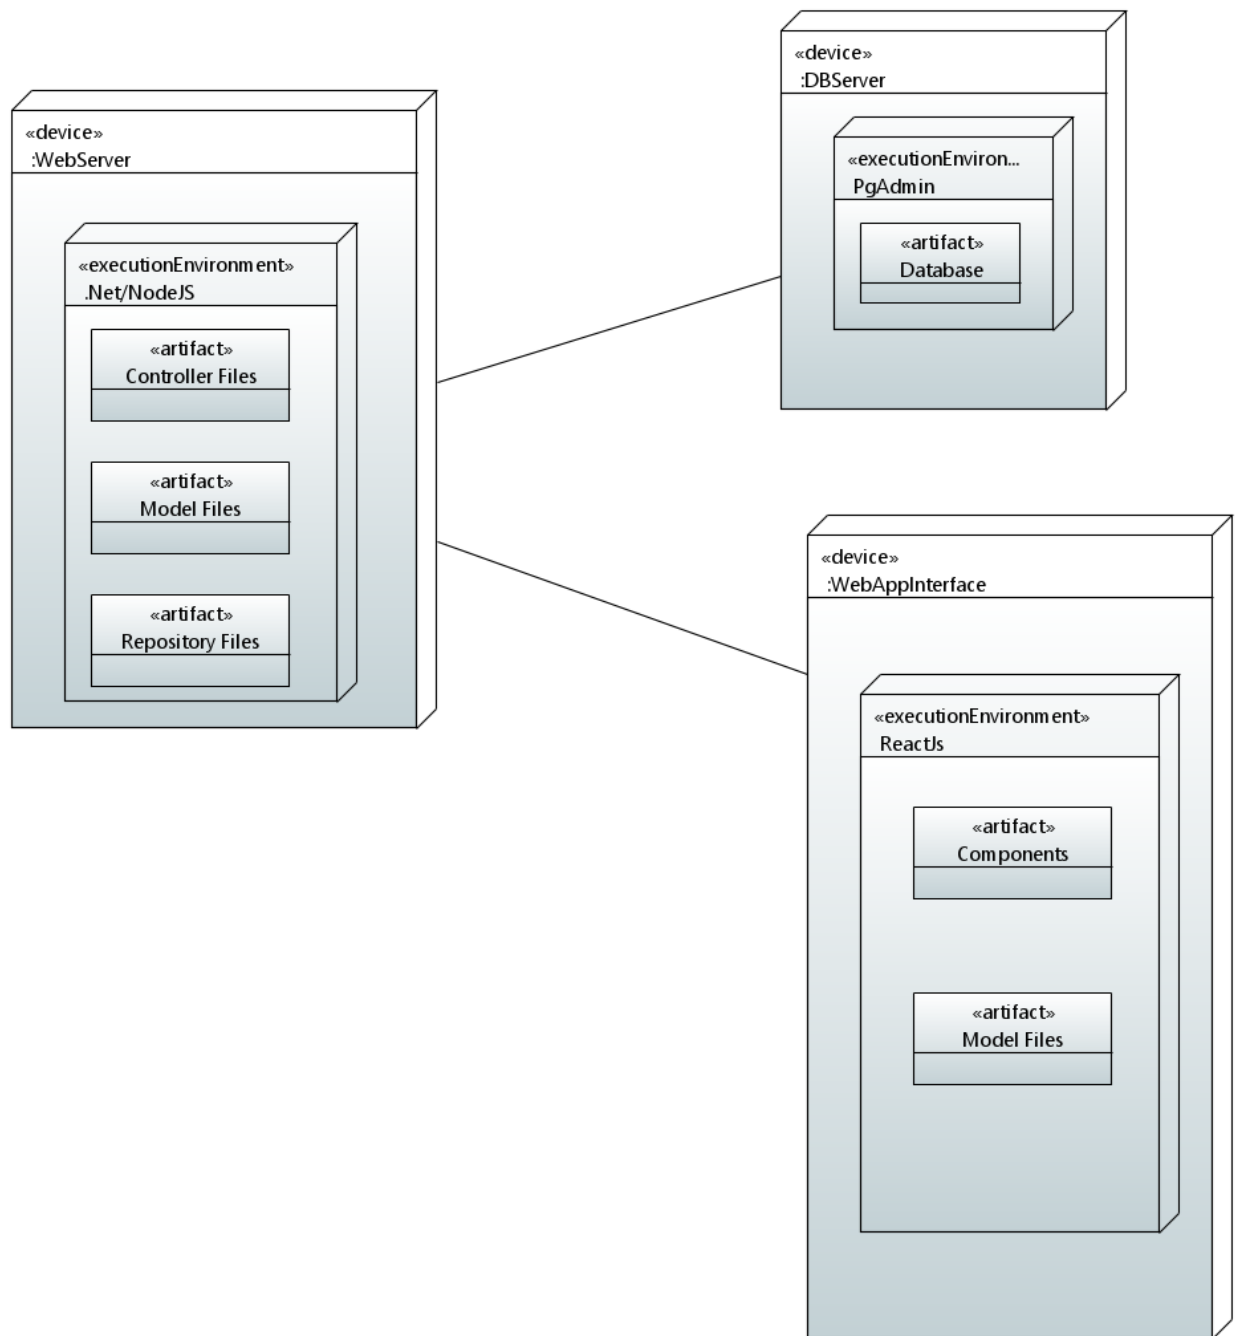 «device»
:WebServer
«executionEnvironment»
.Net/NodeJS
«artifact»
Controller Files
«artifact»
Model Files
«artifact»
Repository Files
«device»
:DBServer
«executionEnviron...
PgAdmin
«artifact»
Database
«device»
:WebAppInterface
«executionEnvironment»
ReactJs
«artifact»
Components
«artifact»
Model Files